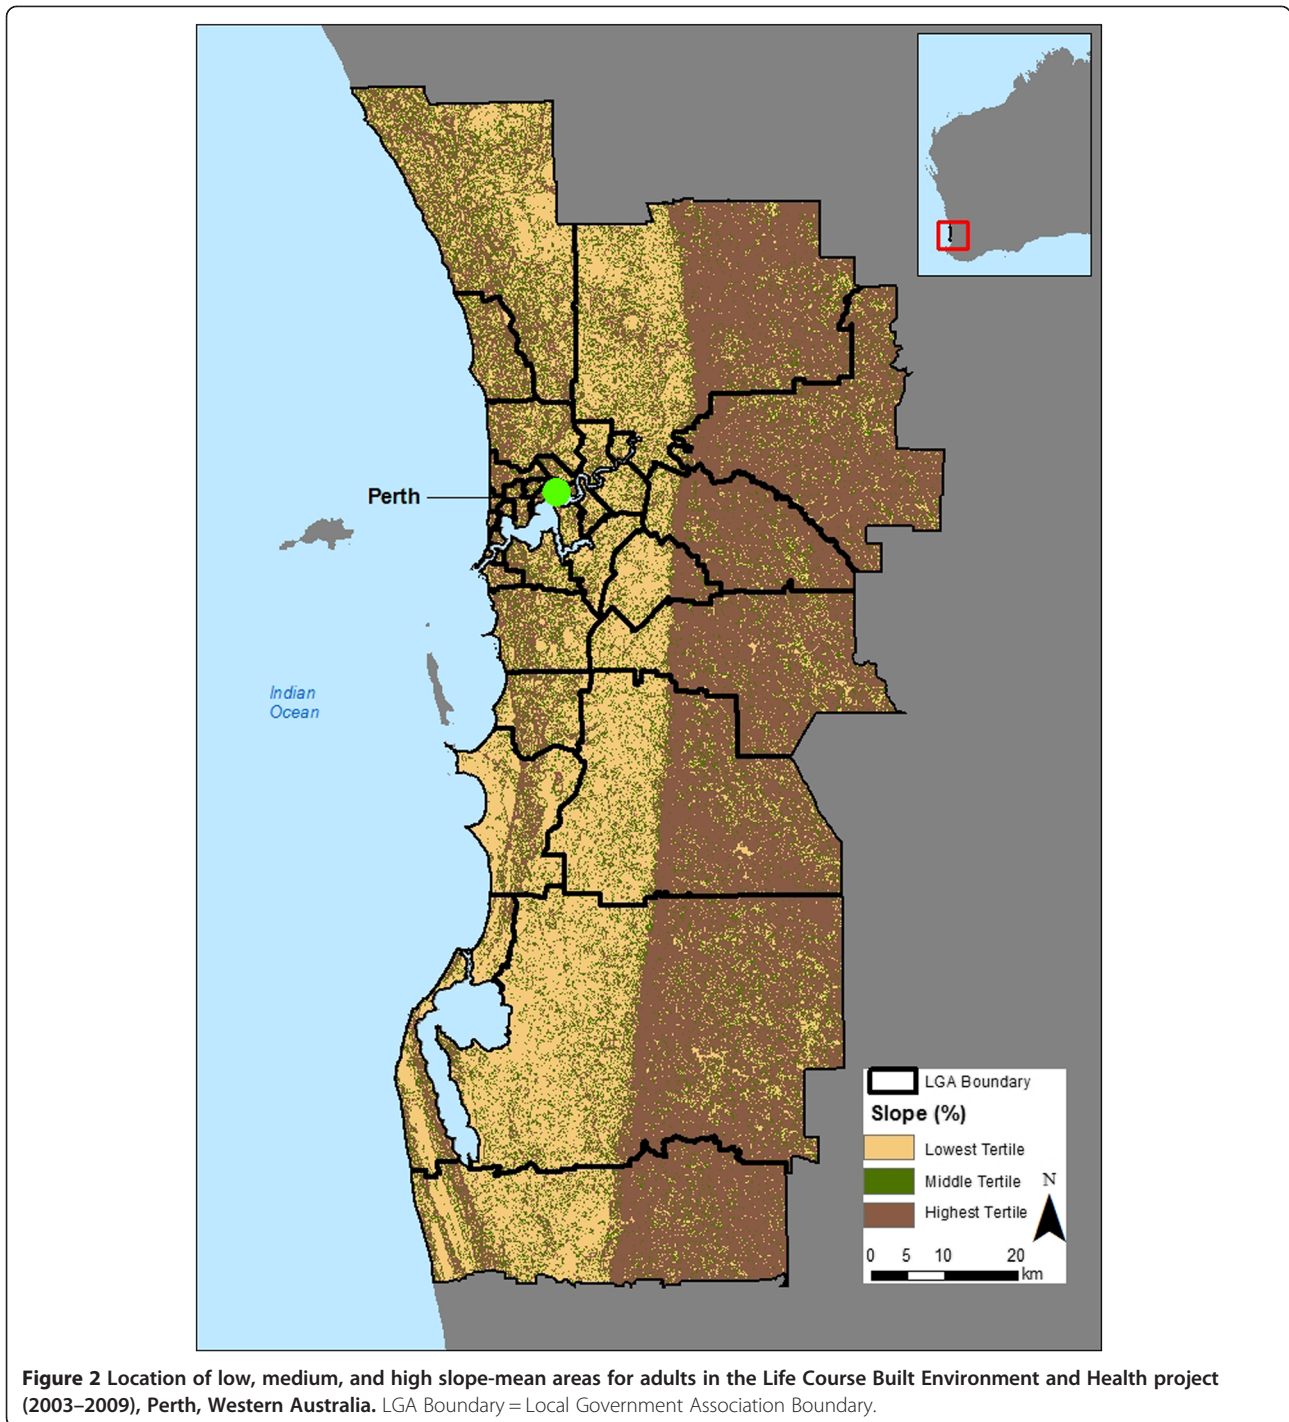 Perth
Indian
Ocean
LGA Boundary
Slope (%)
Lowest Tertile
Middle Tertile
Highest Tertile
N
0 5 10 20
km
Figure 2 Location of low, medium, and high slope-mean areas for adults in the Life Course Built Environment and Health project
(2003–2009), Perth, Western Australia. LGA Boundary = Local Government Association Boundary.